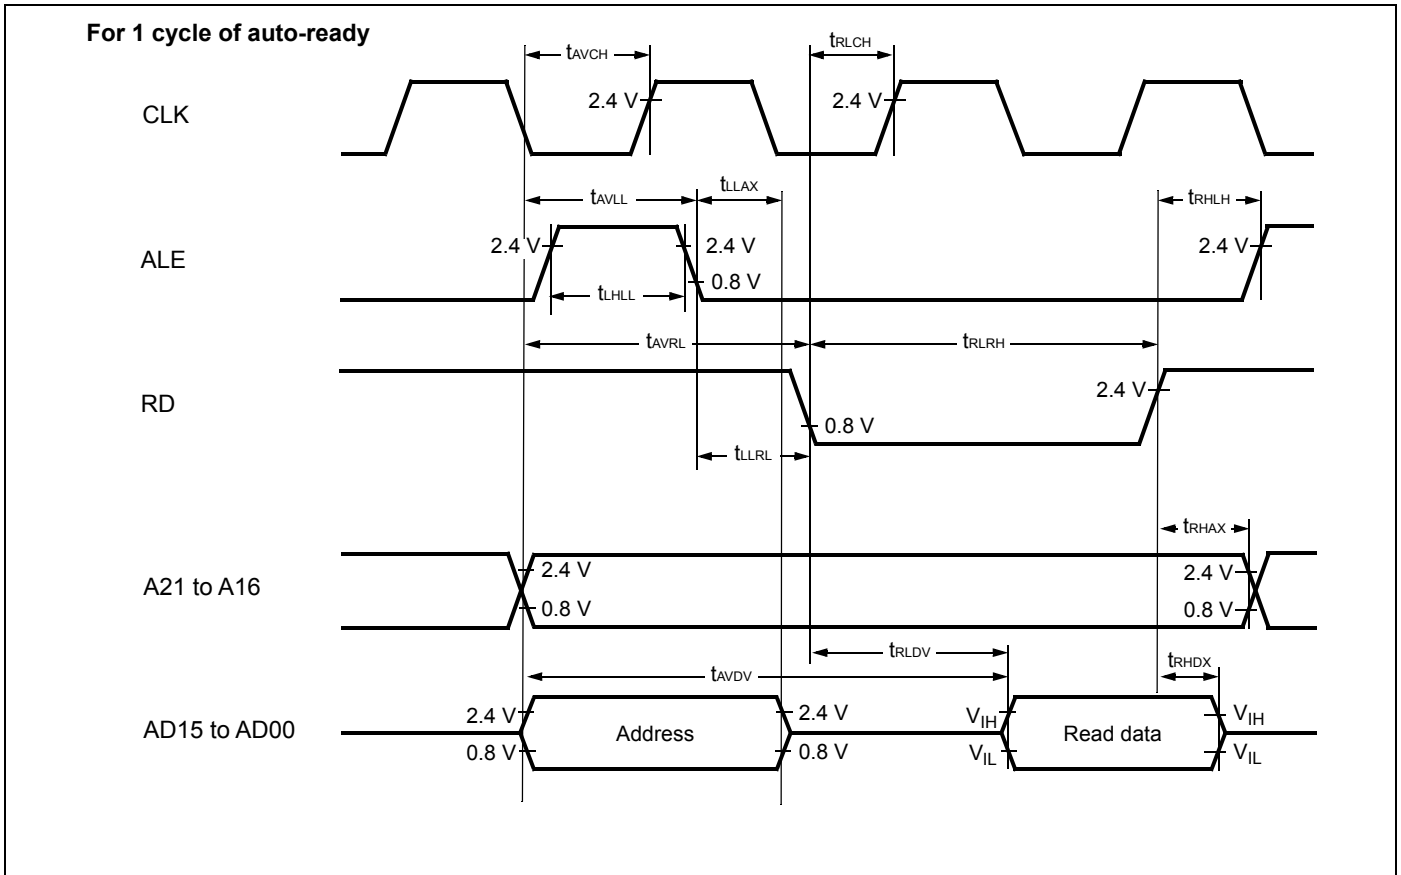 For 1 cycle of auto-ready
tAVCH
tRLCH
CLK
2.4 V
2.4 V
tAVLL
tLLAX
tRHLH
ALE
2.4 V
2.4 V
2.4 V
0.8 V
tLHLL
tAVRL
tRLRH
RD
2.4 V
0.8 V
tLLRL
tRHAX
A21 to A16
2.4 V
2.4 V
0.8 V
0.8 V
tRLDV
tAVDV
tRHDX
AD15 to AD00
2.4 V
Address
2.4 V
VIH
Read data
VIH
0.8 V
0.8 V
VIL
VIL